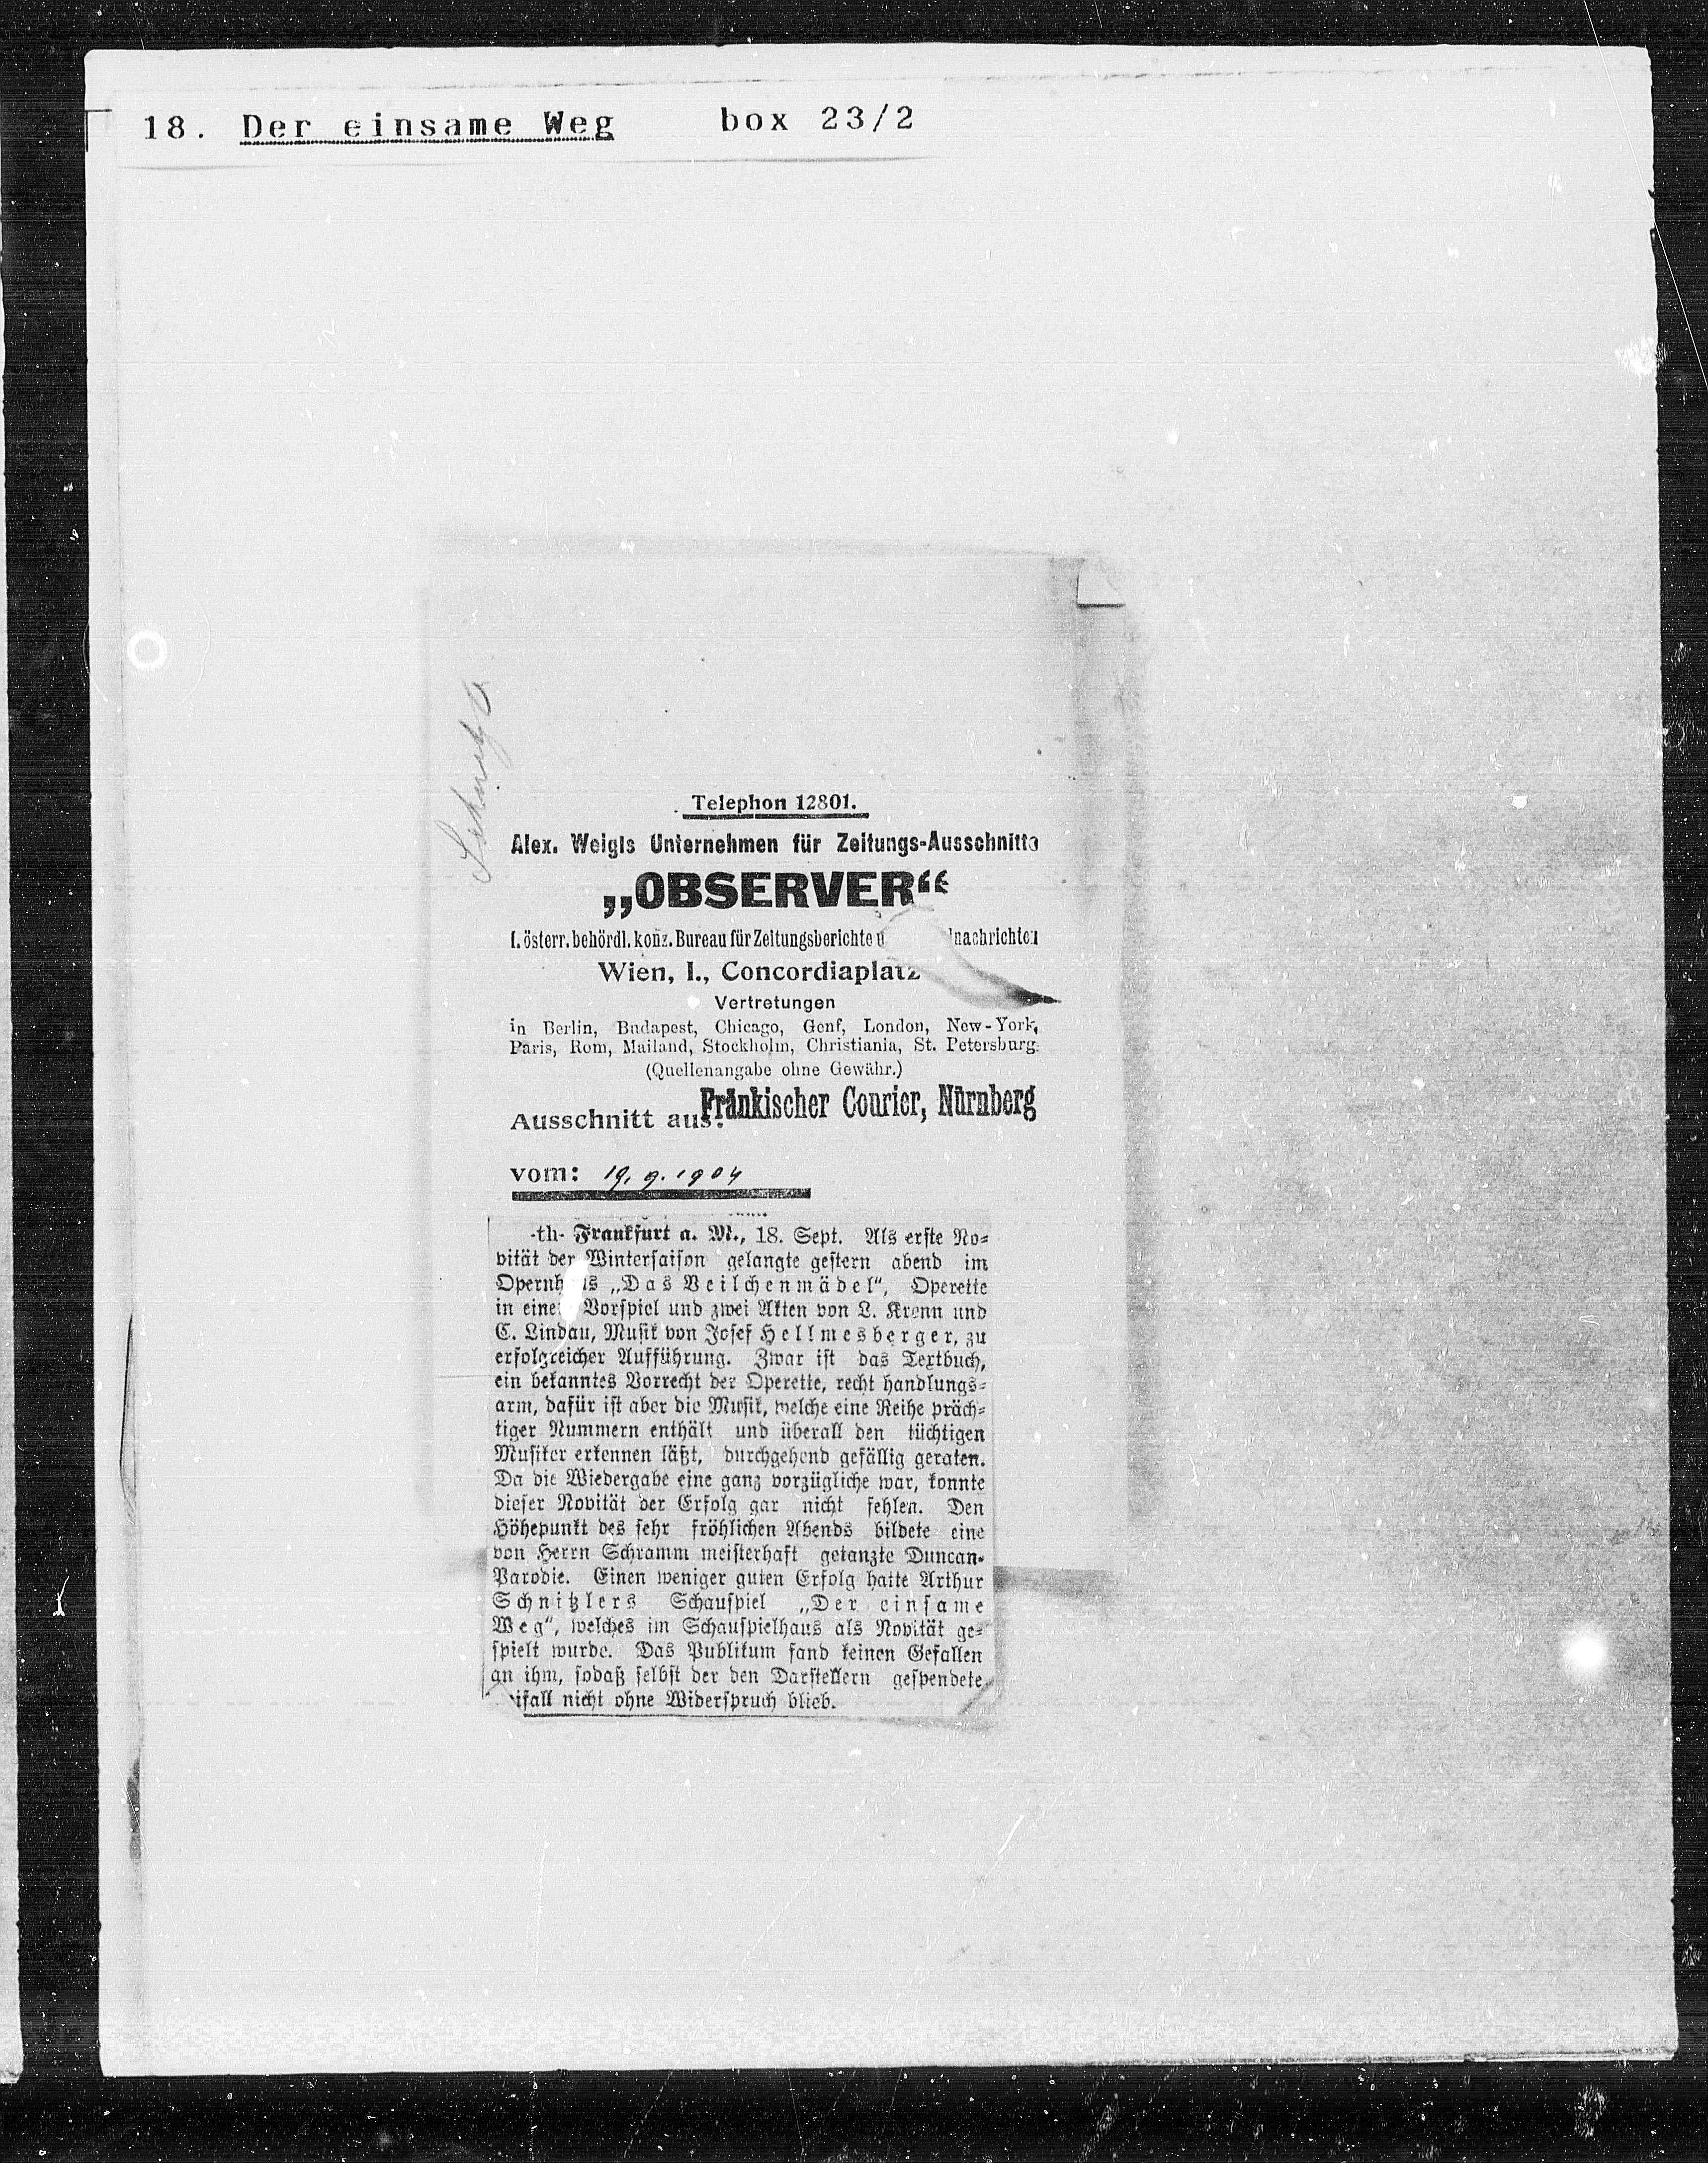 18. Der einsame Weg box 23/2
Telephon 12801.
Alex. Weigls Unternehmen für Zeitungs-Ausschnitte
„OBSERVER“
I. österr. behördl. konz. Bureau für Zeitungsberichte
Wien, I., Concordiaplatz
Vertretungen
in Berlin, Budapest, Chicago, Genf, London, New-York,
Paris, Rom, Mailand, Stockholm, Christiania, St. Petersburg.
(Quellenangabe ohne Gewähr.)
Ausschnitt aus: Fränkischer Courier, Nürnberg
vom: 19. 9. 1904
-th- Frankfurt a. M., 18. Sept. Als erste No-
vität der Wintersaison gelangte gestern abend im
Opernhaus „Das Veilchenmädel“, Operette
in einem Vorspiel und zwei Akten von L. Krenn und
C. Lindau, Musik von Josef Hellmesberger, zu
erfolgreicher Aufführung. Zwar ist das Textbuch,
ein bekanntes Vorrecht der Operette, recht handlungs-
arm, dafür ist aber die Musik, welche eine Reihe präch-
tiger Nummern enthält und überall den tüchtigen
Musiker erkennen läßt, durchgehend gefällig geraten.
Da die Wiedergabe eine ganz vorzügliche war, konnte
dieser Novität der Erfolg gar nicht fehlen. Den
Höhepunkt des sehr fröhlichen Abends bildete eine
von Herrn Schramm meisterhaft getanzte Duncan-
Parodie. Einen weniger guten Erfolg hatte Arthur
Schnitzlers Schauspiel „Der einsame
Weg“, welches im Schauspielhaus als Novität ge-
spielt wurde. Das Publikum fand keinen Gefallen
an ihm, sodaß selbst der den Darstellern gespendete
ifall nicht ohne Widerspruch blieb.